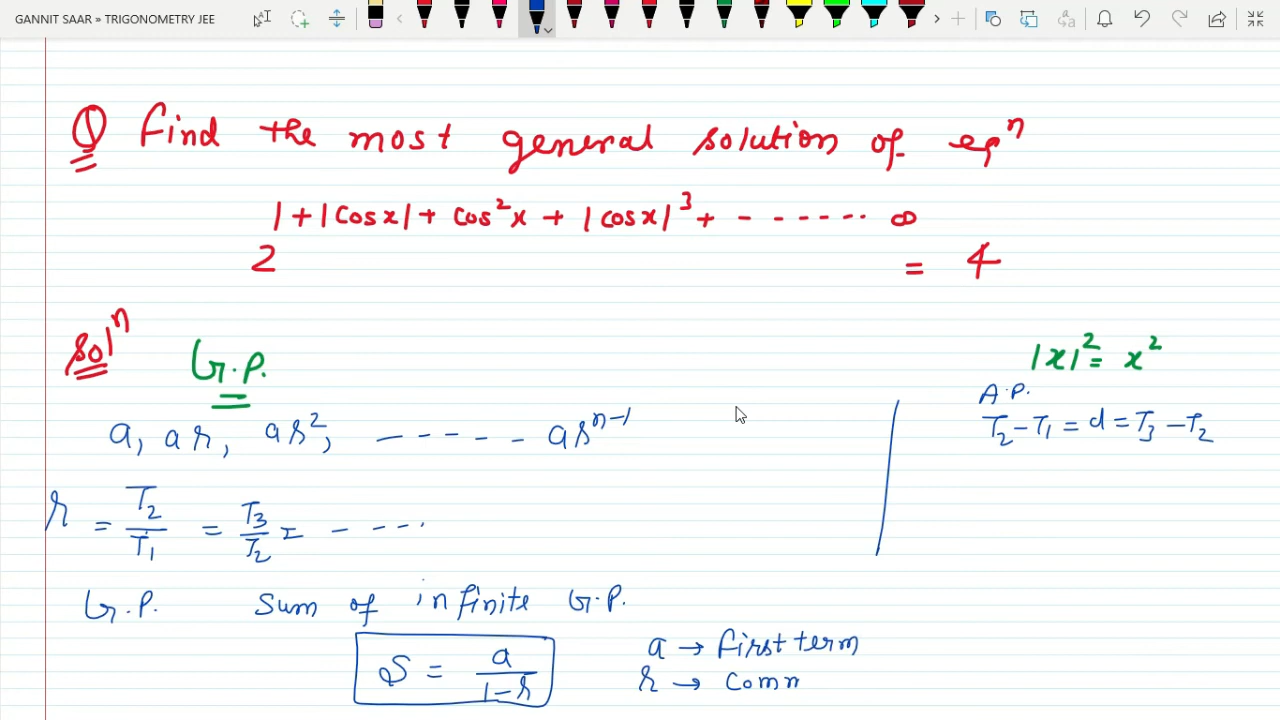 GANNIT SAAR » TRIGONOMETRY JEE
Q Find the most general solution of eqⁿ
1 + |cos x| + cos²x + |cos x|³ + - - - - - - ·· ∞
2 = 4
Solⁿ G.P. |x|² = x²
A.P.
a, ar, ar², - - - - - - arⁿ⁻¹ T₂ - T₁ = d = T₃ - T₂
r = T₂/T₁ = T₃/T₂ = - - - ··
G.P. Sum of infinite G.P.
S = a/(1-r) a → first term
r → comm